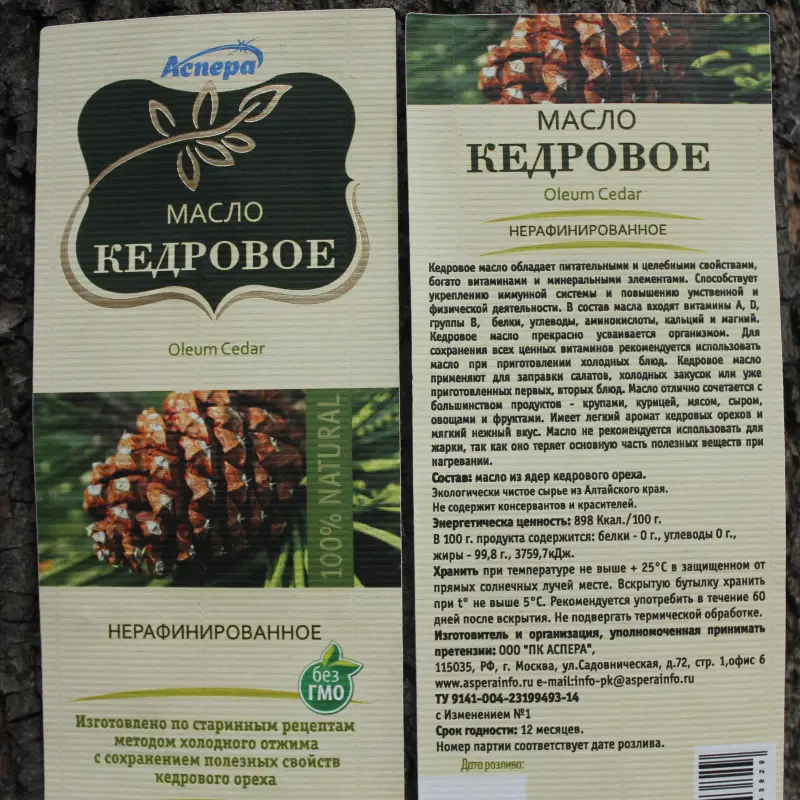 Аспера
МАСЛО
КЕДРОВОЕ
Oleum Cedar
100% NATURAL
НЕРАФИНИРОВАННОЕ
без
ГМО
Изготовлено по старинным рецептам
методом холодного отжима
с сохранением полезных свойств
кедрового ореха
МАСЛО
КЕДРОВОЕ
Oleum Cedar
НЕРАФИНИРОВАННОЕ
Кедровое масло обладает питательными и целебными свойствами,
богато витаминами и минеральными элементами. Способствует
укреплению иммунной системы и повышению умственной и
физической деятельности. В состав масла входят витамины А, D,
группы В, белки, углеводы, аминокислоты, кальций и магний.
Кедровое масло прекрасно усваивается организмом. Для
сохранения всех ценных витаминов рекомендуется использовать
масло при приготовлении холодных блюд. Кедровое масло
применяют для заправки салатов, холодных закусок или уже
приготовленных первых, вторых блюд. Масло отлично сочетается с
большинством продуктов - крупами, курицей, мясом, сыром,
овощами и фруктами. Имеет легкий аромат кедровых орехов и
мягкий нежный вкус. Масло не рекомендуется использовать для
жарки, так как оно теряет основную часть полезных веществ при
нагревании.
Состав: масло из ядер кедрового ореха.
Экологически чистое сырье из Алтайского края.
Не содержит консервантов и красителей.
Энергетическа ценность: 898 Ккал./100 г.
В 100 г. продукта содержится: белки - 0 г., углеводы 0 г.,
жиры - 99,8 г., 3759,7кДж.
Хранить при температуре не выше + 25°С в защищенном от
прямых солнечных лучей месте. Вскрытую бутылку хранить
при t° не выше 5°С. Рекомендуется употребить в течение 60
дней после вскрытия. Не подвергать термической обработке.
Изготовитель и организация, уполномоченная принимать
претензии: ООО "ПК АСПЕРА",
115035, РФ, г. Москва, ул.Садовническая, д.72, стр. 1,офис 6
www.asperainfo.ru e-mail:info-pk@asperainfo.ru
ТУ 9141-004-23199493-14
с Изменением №1
Срок годности: 12 месяцев.
Номер партии соответствует дате розлива.
Дата розлива: